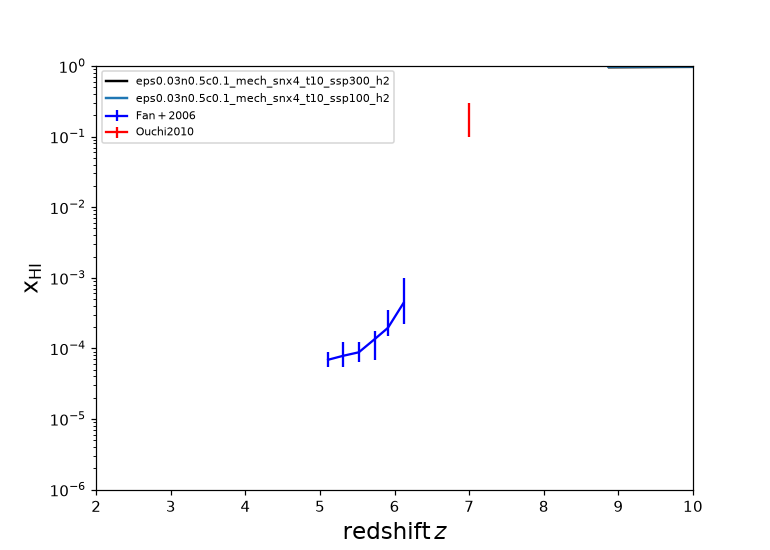 10⁰
10⁻¹
10⁻²
10⁻³
10⁻⁴
10⁻⁵
10⁻⁶
xHI
eps0.03n0.5c0.1_mech_snx4_t10_ssp300_h2
eps0.03n0.5c0.1_mech_snx4_t10_ssp100_h2
Fan+2006
Ouchi2010
2 3 4 5 6 7 8 9 10
redshift z